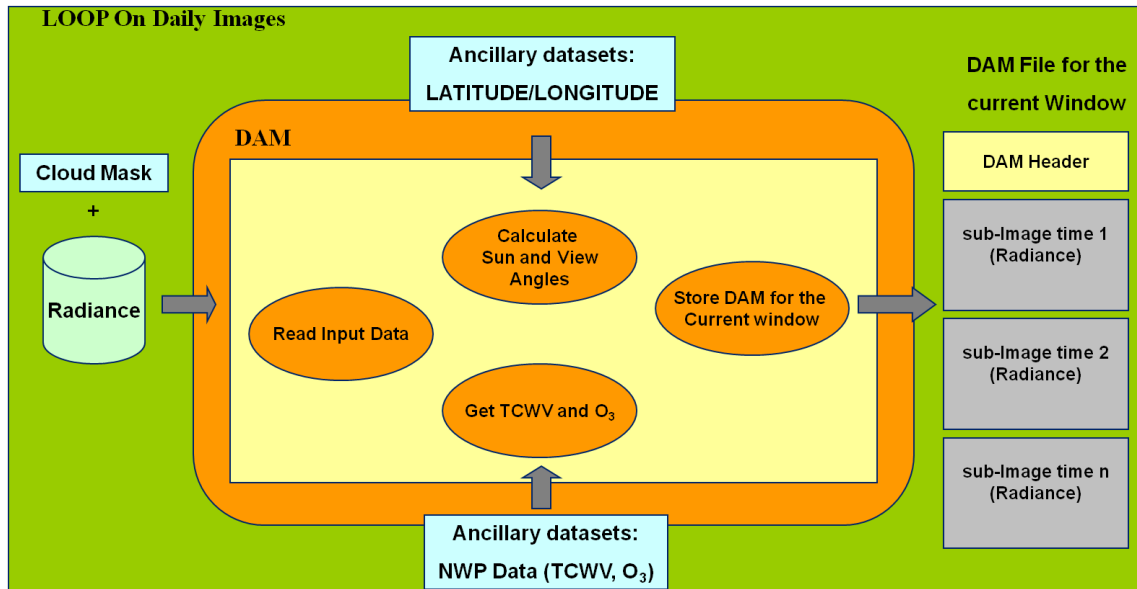 LOOP On Daily Images
Ancillary datasets:
LATITUDE/LONGITUDE
DAM File for the
current Window
DAM
Cloud Mask
+
Radiance
Read Input Data
Calculate
Sun and View
Angles
Get TCWV and O₃
Store DAM for the
Current window
DAM Header
sub-Image time 1
(Radiance)
sub-Image time 2
(Radiance)
sub-Image time n
(Radiance)
Ancillary datasets:
NWP Data (TCWV, O₃)